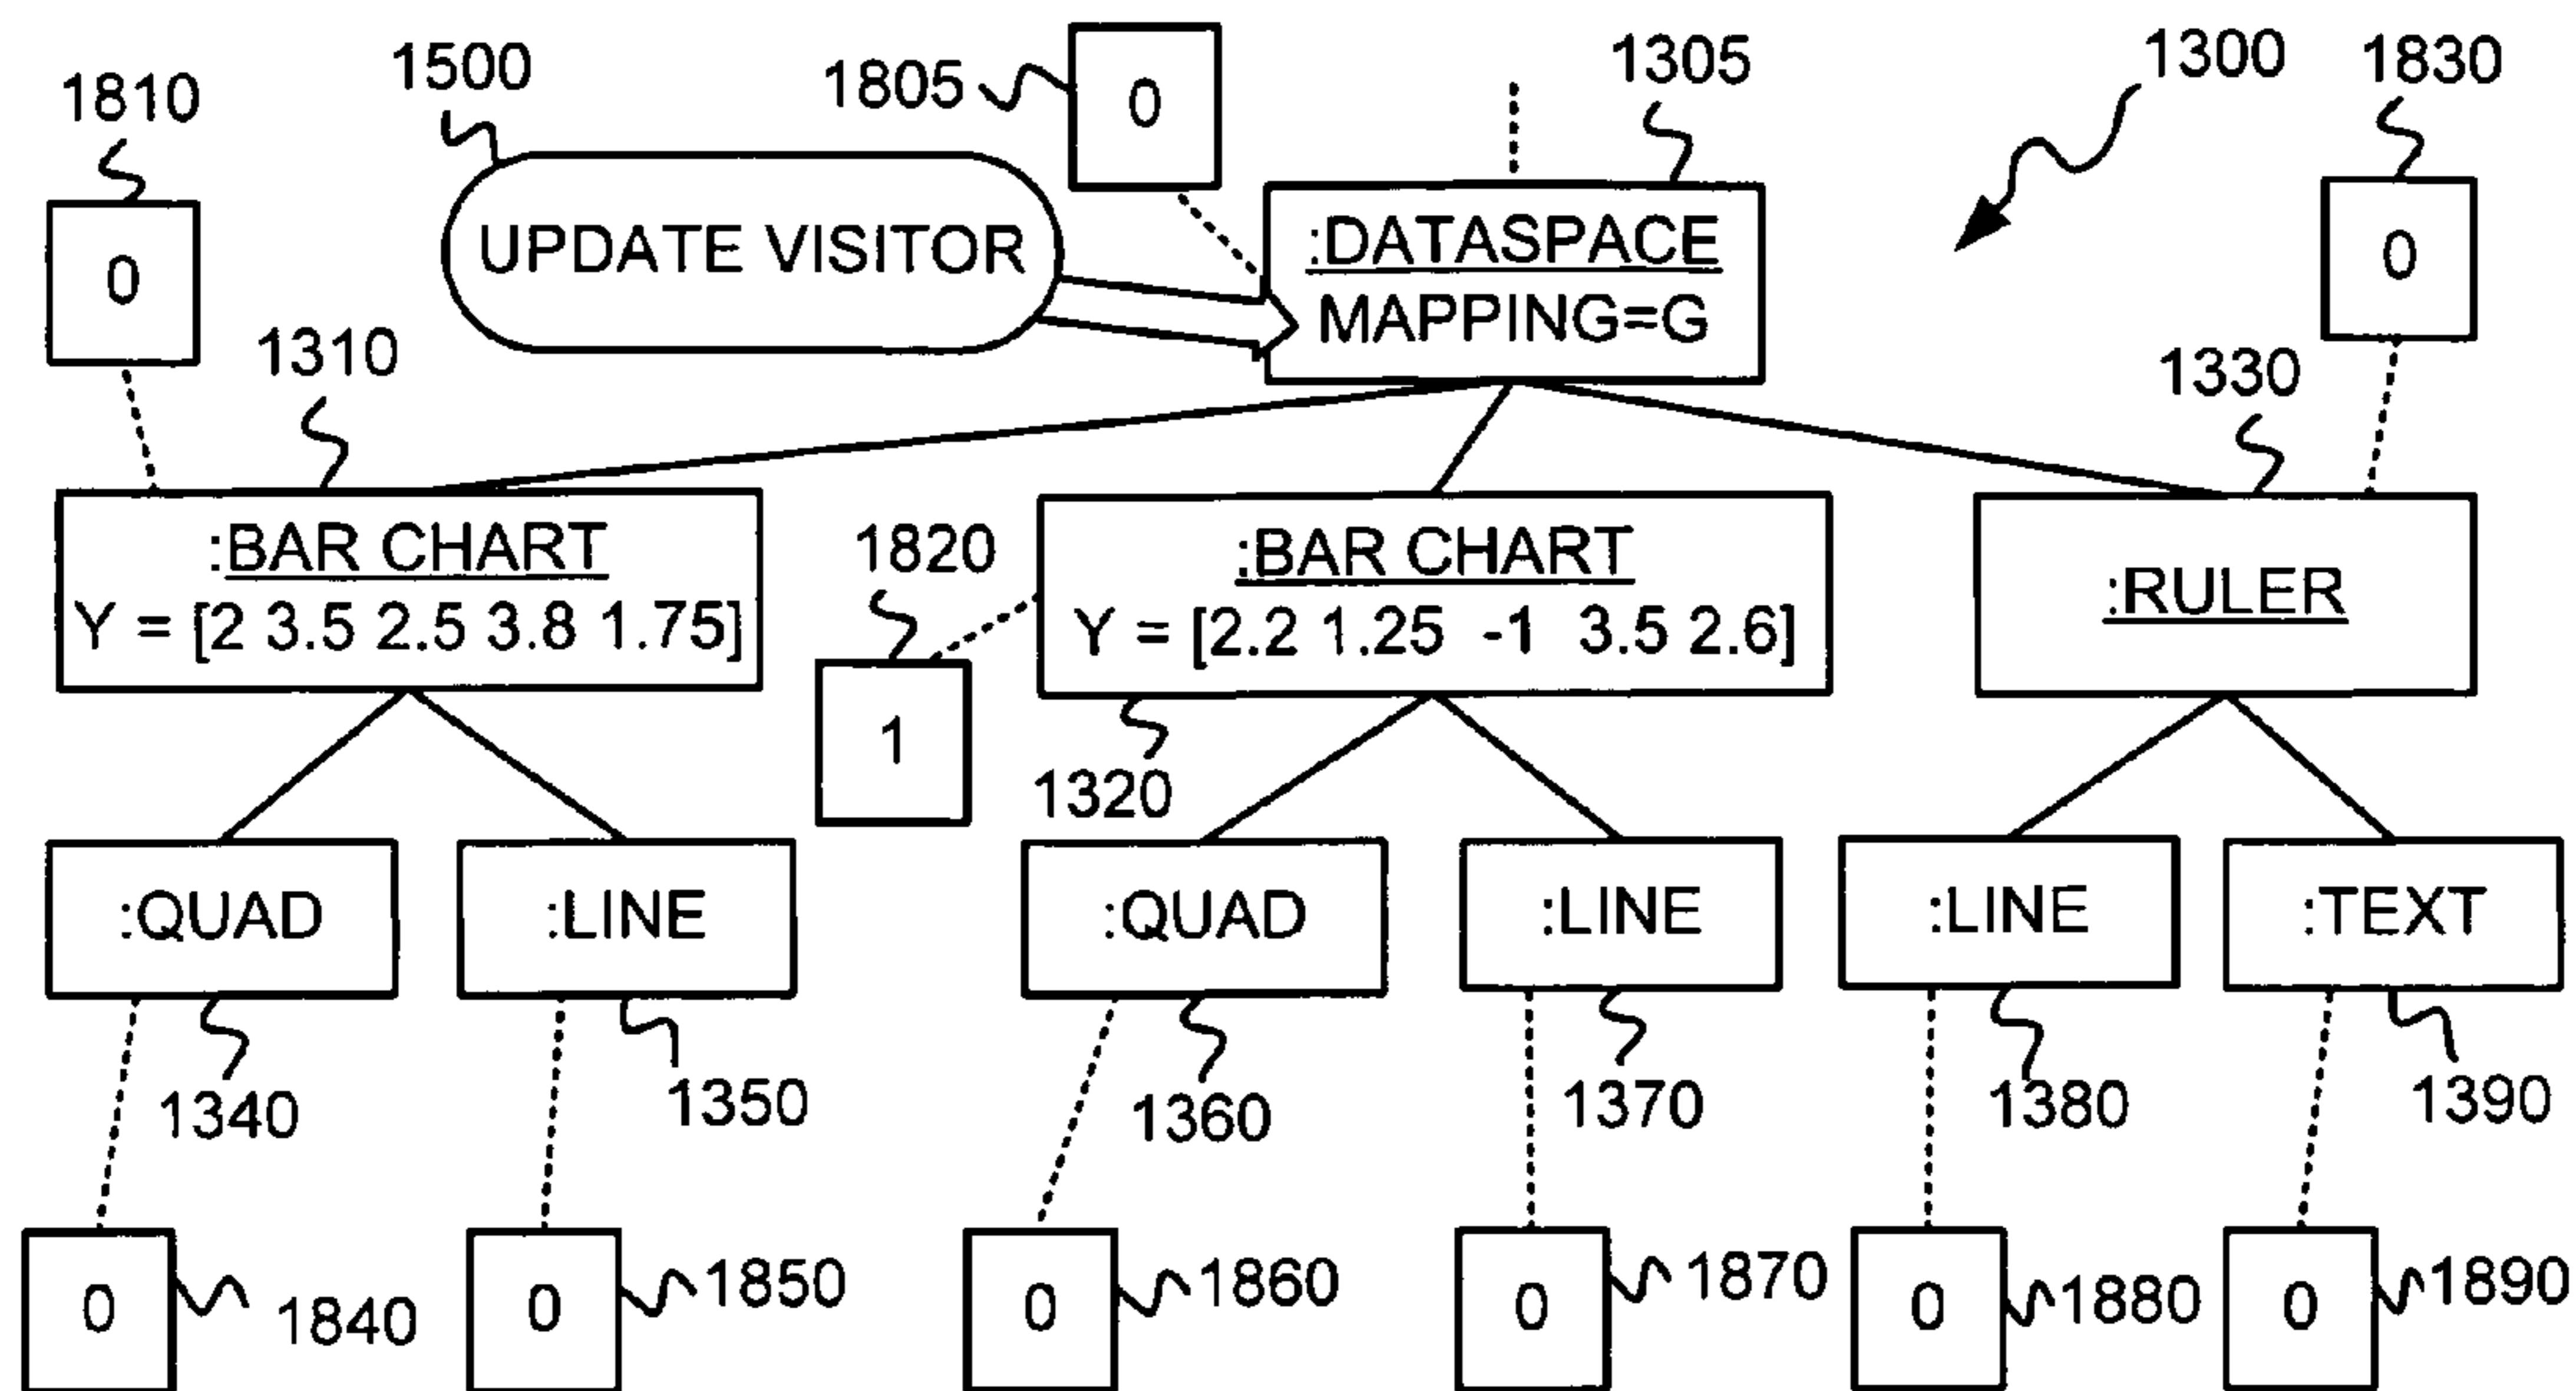 1500
1805
0
1305
1300
1830
1810
0
UPDATE VISITOR
:DATASPACE
MAPPING=G
0
1310
1330
:BAR CHART
Y = [2 3.5 2.5 3.8 1.75]
1820
1
:BAR CHART
Y = [2.2 1.25 -1 3.5 2.6]
:RULER
1320
:QUAD
:LINE
:QUAD
:LINE
:LINE
:TEXT
1340
1350
1360
1370
1380
1390
0
1840
0
1850
0
1860
0
1870
0
1880
0
1890